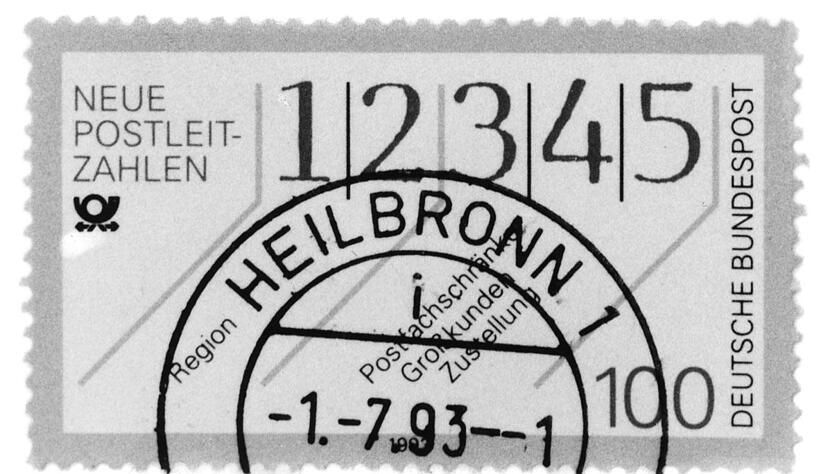 NEUE
POSTLEIT-
ZAHLEN
1 2 3 4 5
DEUTSCHE BUNDESPOST
HEILBRONN 1
i
Region
Postfachschränke
Großkunden
Zustellung
100
-1.-7.93--1
1993